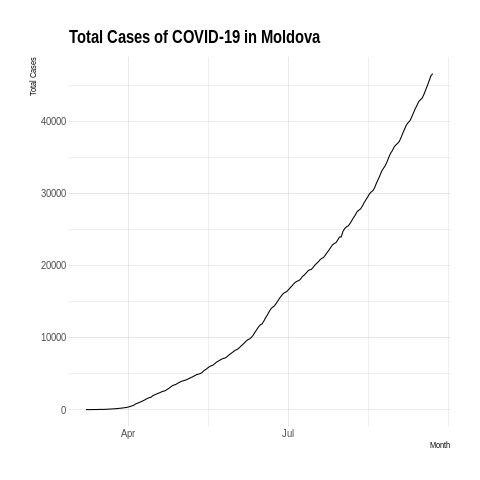 Total Cases of COVID-19 in Moldova
Total Cases
40000
30000
20000
10000
0
Apr
Jul
Month